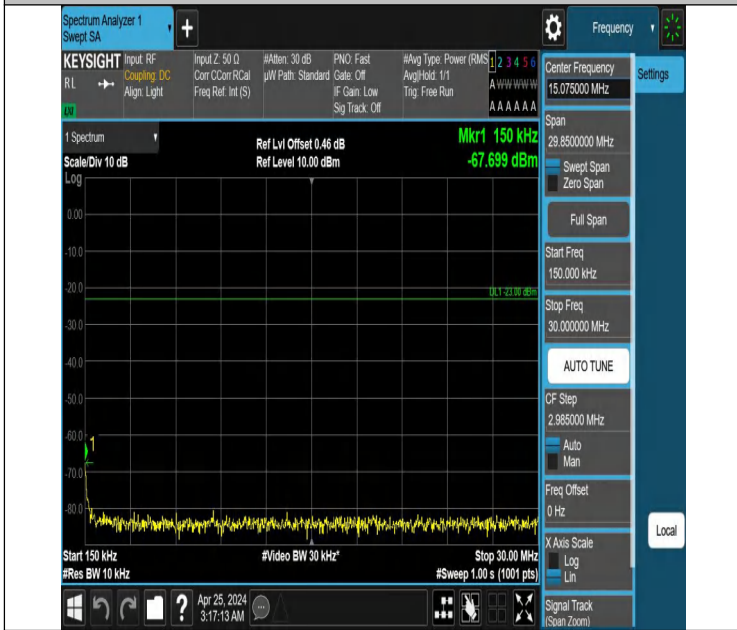 Spectrum Analyzer 1
Swept SA
+
Frequency
KEYSIGHT
RL
Input: RF
Coupling: DC
Align: Light
Input Z: 50 Ω
Corr CCorr RCal
Freq Ref: Int (S)
#Atten: 30 dB
µW Path: Standard
PNO: Fast
Gate: Off
IF Gain: Low
Sig Track: Off
#Avg Type: Power (RMS
Avg|Hold: 1/1
Trig: Free Run
1 2 3 4 5 6
A W W W W W
A A A A A A
1 Spectrum
Scale/Div 10 dB
Log
Ref Lvl Offset 0.46 dB
Ref Level 10.00 dBm
Mkr1 150 kHz
-67.699 dBm
0.00
-10.0
-20.0
DL1 -23.00 dBm
-30.0
-40.0
-50.0
-60.0
1
-70.0
-80.0
Start 150 kHz
#Res BW 10 kHz
#Video BW 30 kHz*
Stop 30.00 MHz
#Sweep 1.00 s (1001 pts)
?
Apr 25, 2024
3:17:13 AM
Center Frequency
15.075000 MHz
Settings
Span
29.8500000 MHz
Swept Span
Zero Span
Full Span
Start Freq
150.000 kHz
Stop Freq
30.000000 MHz
AUTO TUNE
CF Step
2.985000 MHz
Auto
Man
Freq Offset
0 Hz
Local
X Axis Scale
Log
Lin
Signal Track
(Span Zoom)